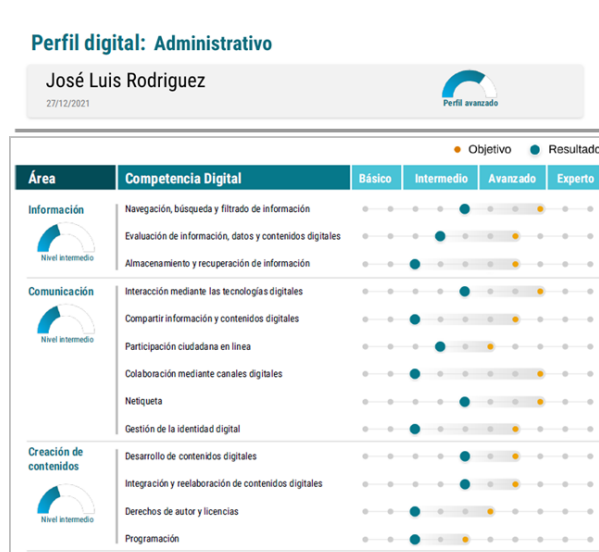 Perfil digital: Administrativo
José Luis Rodriguez
27/12/2021
Perfil avanzado
Objetivo Resultado
Área Competencia Digital Básico Intermedio Avanzado Experto
Información
Nivel intermedio
Navegación, búsqueda y filtrado de información
Evaluación de información, datos y contenidos digitales
Almacenamiento y recuperación de información
Comunicación
Nivel intermedio
Interacción mediante las tecnologías digitales
Compartir información y contenidos digitales
Participación ciudadana en linea
Colaboración mediante canales digitales
Netiqueta
Gestión de la identidad digital
Creación de
contenidos
Nivel intermedio
Desarrollo de contenidos digitales
Integración y reelaboración de contenidos digitales
Derechos de autor y licencias
Programación